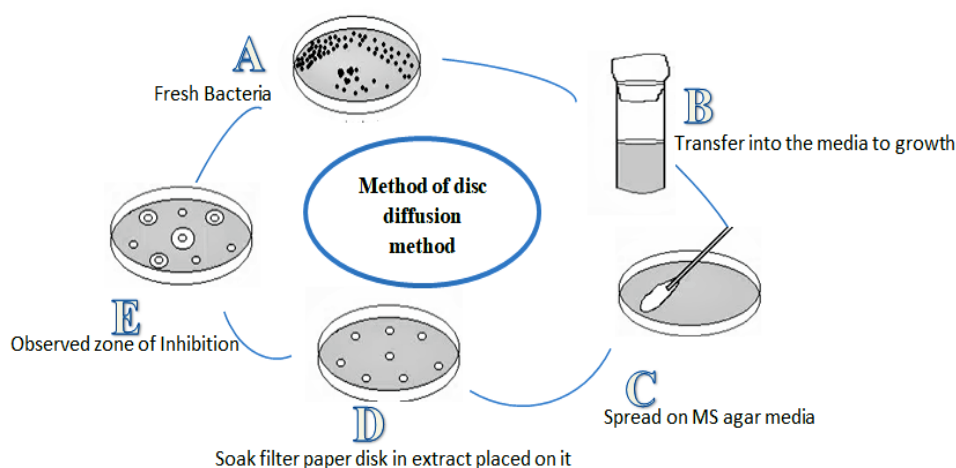 A
Fresh Bacteria
B
Transfer into the media to growth
Method of disc
diffusion
method
C
Spread on MS agar media
D
Soak filter paper disk in extract placed on it
E
Observed zone of Inhibition